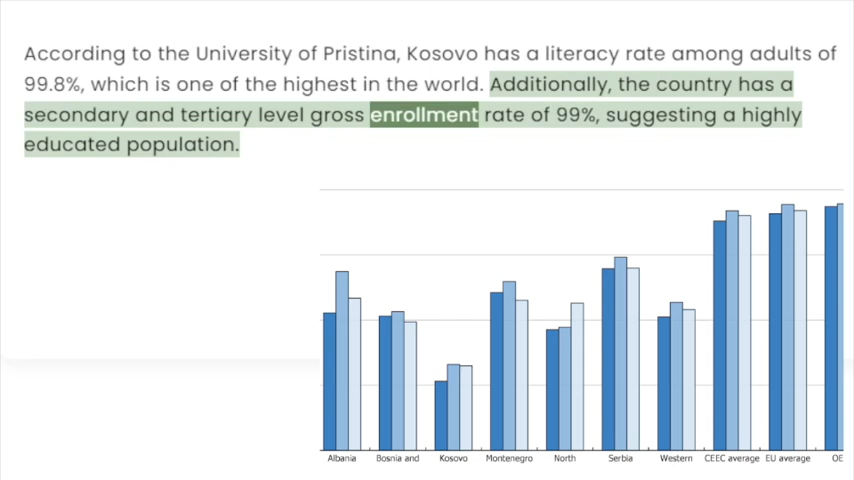 According to the University of Pristina, Kosovo has a literacy rate among adults of
99.8%, which is one of the highest in the world. Additionally, the country has a
secondary and tertiary level gross enrollment rate of 99%, suggesting a highly
educated population.
Albania Bosnia and Kosovo Montenegro North Serbia Western CEEC average EU average OE